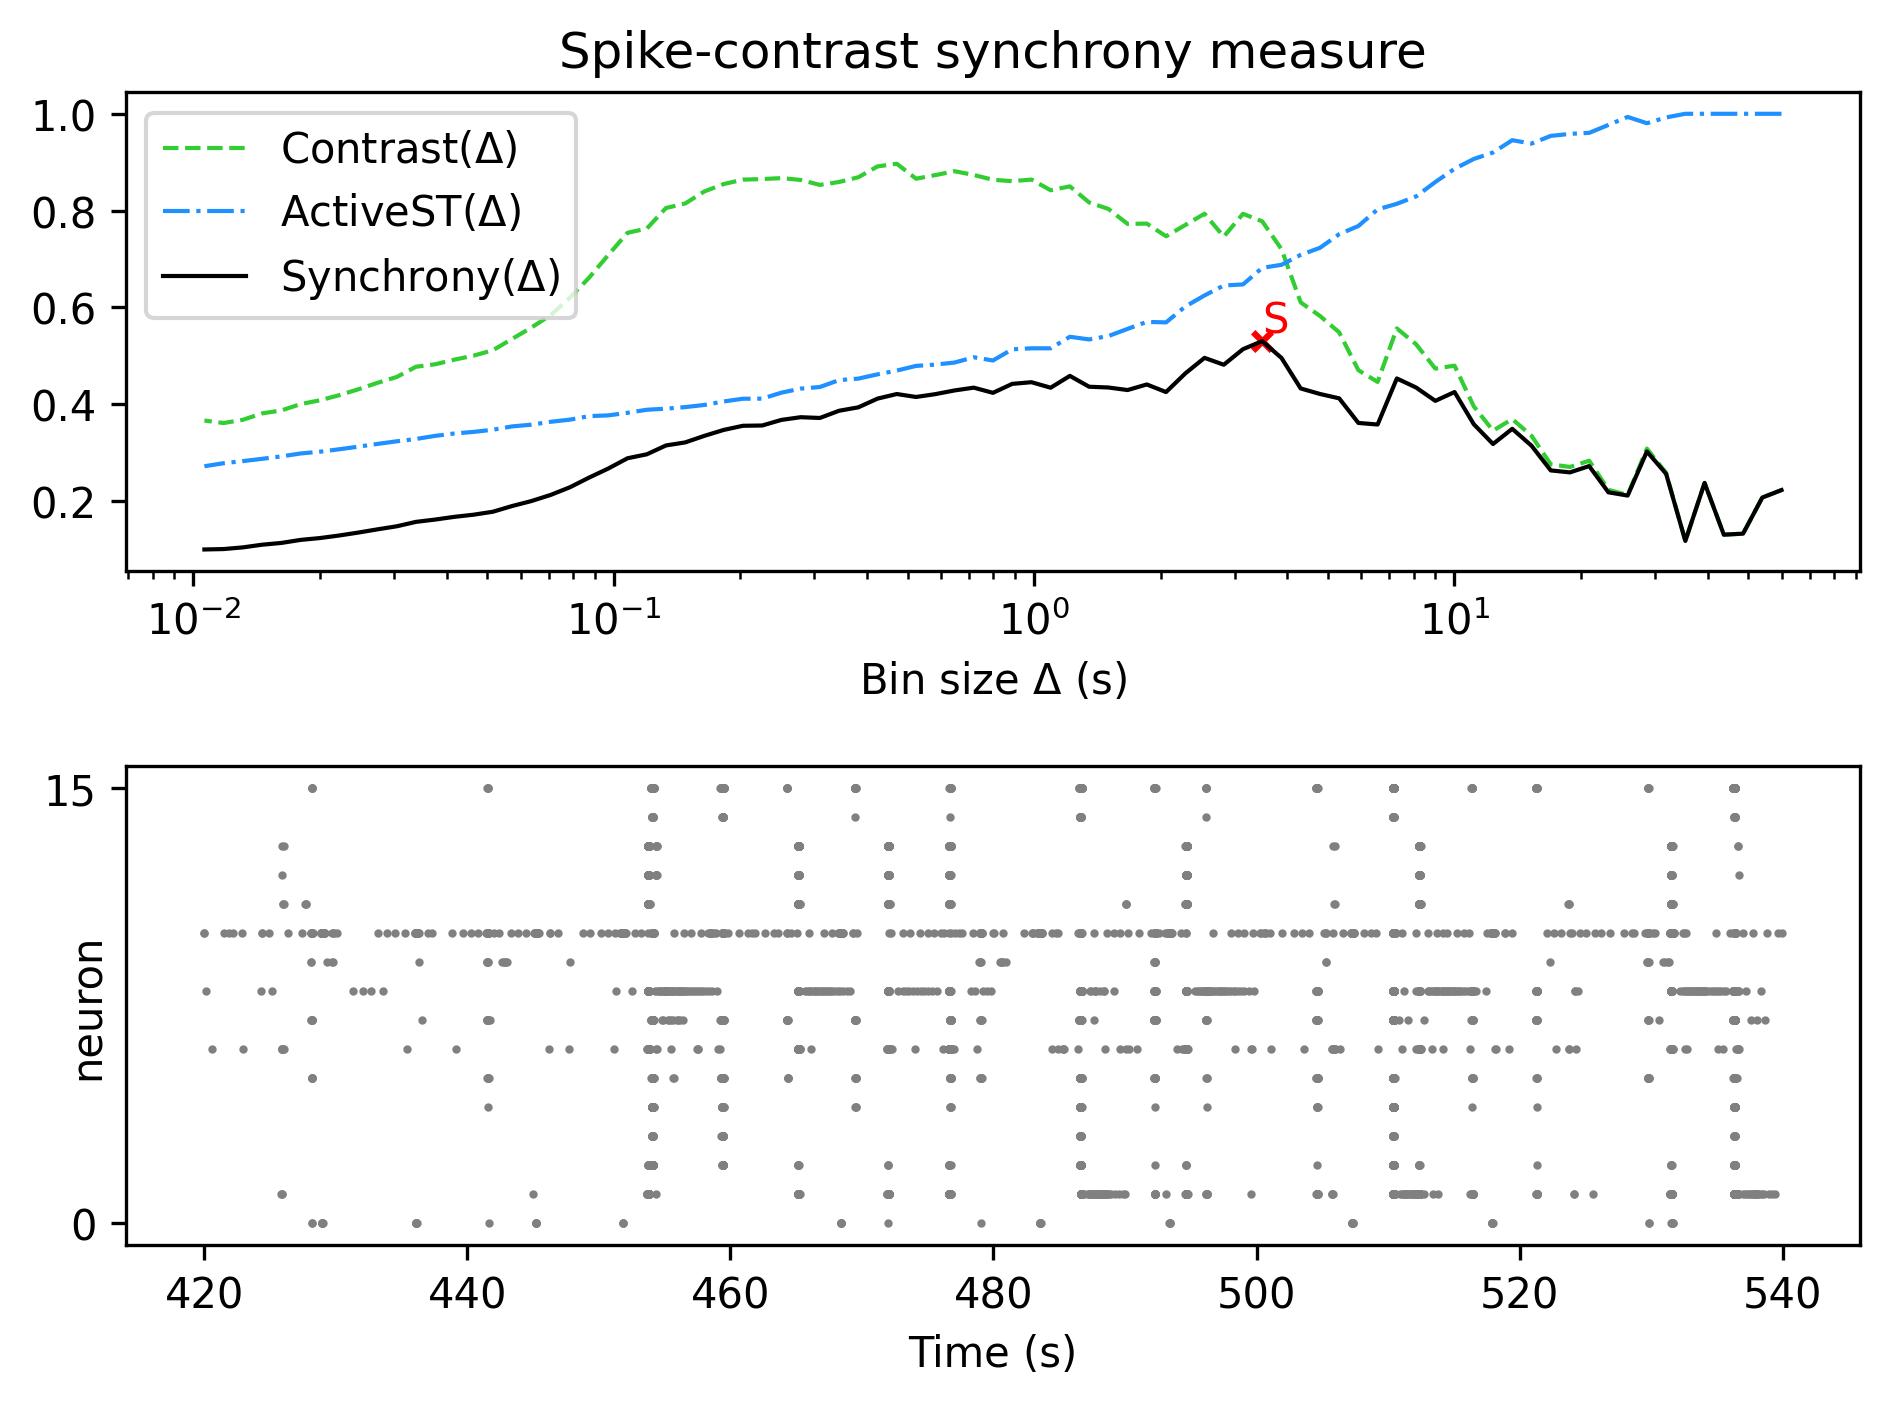 Spike-contrast synchrony measure
1.0
0.8
0.6
0.4
0.2
Contrast(Δ)
ActiveST(Δ)
Synchrony(Δ)
S
10⁻² 10⁻¹ 10⁰ 10¹
Bin size Δ (s)
15
0
neuron
420 440 460 480 500 520 540
Time (s)